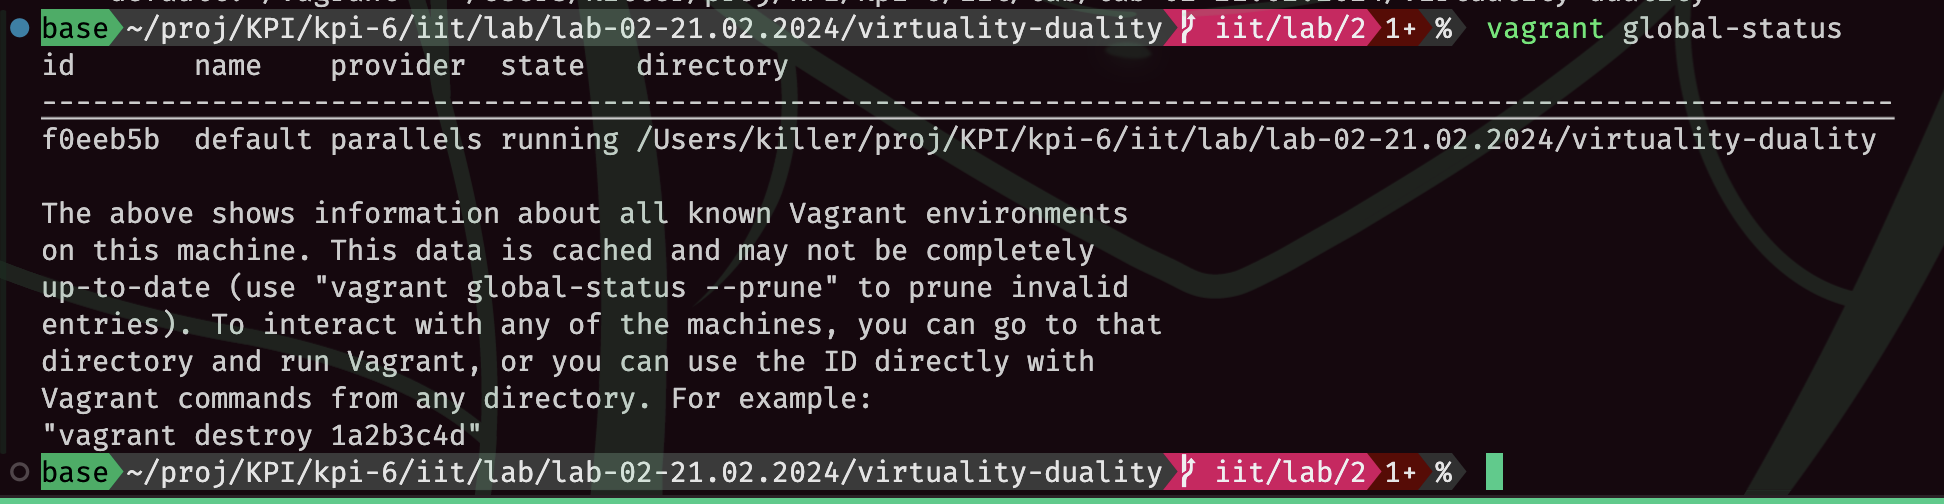 base ~/proj/KPI/kpi-6/iit/lab/lab-02-21.02.2024/virtuality-duality iit/lab/2 1+ % vagrant global-status
id name provider state directory
--------------------------------------------------------------------------------------------------------------
f0eeb5b default parallels running /Users/killer/proj/KPI/kpi-6/iit/lab/lab-02-21.02.2024/virtuality-duality
The above shows information about all known Vagrant environments
on this machine. This data is cached and may not be completely
up-to-date (use "vagrant global-status --prune" to prune invalid
entries). To interact with any of the machines, you can go to that
directory and run Vagrant, or you can use the ID directly with
Vagrant commands from any directory. For example:
"vagrant destroy 1a2b3c4d"
base ~/proj/KPI/kpi-6/iit/lab/lab-02-21.02.2024/virtuality-duality iit/lab/2 1+ %